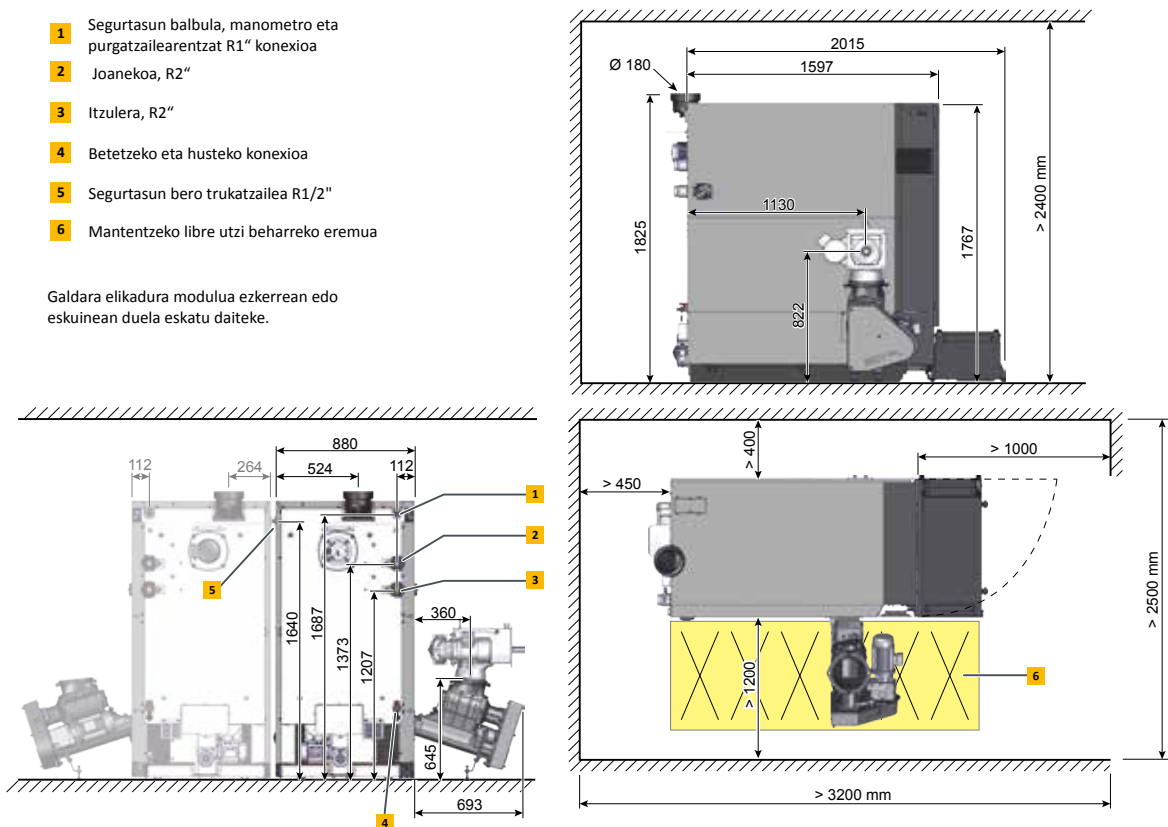 1 Segurtasun balbula, manometro eta
purgatzailearentzat R1“ konexioa
2 Joanekoa, R2“
3 Itzulera, R2“
4 Betetzeko eta husteko konexioa
5 Segurtasun bero trukatzailea R1/2"
6 Mantentzeko libre utzi beharreko eremua
Galdara elikadura modulua ezkerrean edo
eskuinean duela eskatu daiteke.
2015
1597
Ø 180
1130
1825
822
1767
> 2400 mm
880
112
264
524
112
1
2
3
5
360
1640
1687
1373
1207
645
693
4
> 400
> 1000
> 450
> 1200
> 2500 mm
6
> 3200 mm